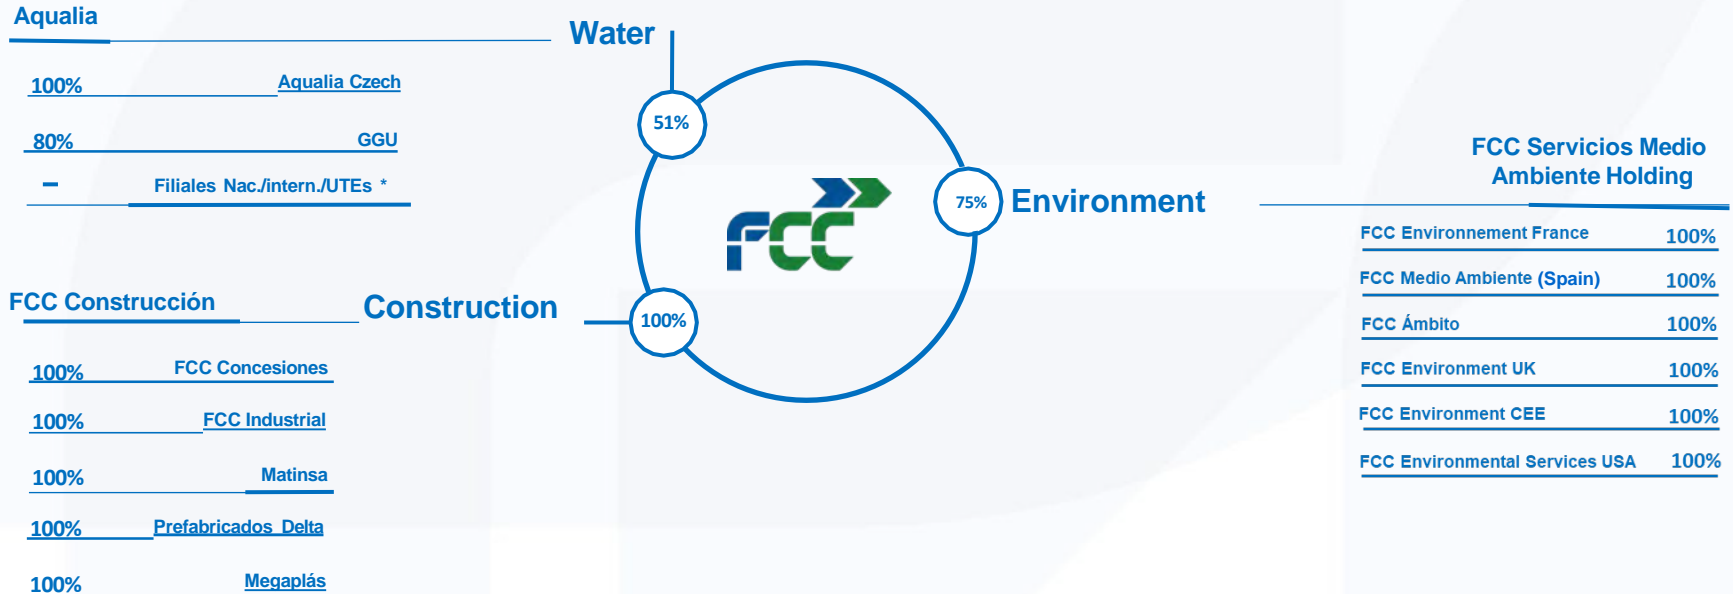 Aqualia
Water
100% Aqualia Czech
80% GGU
– Filiales Nac./intern./UTEs *
51%
FCC
75%
Environment
FCC Servicios Medio
Ambiente Holding
FCC Environnement France 100%
FCC Medio Ambiente (Spain) 100%
FCC Ámbito 100%
FCC Environment UK 100%
FCC Environment CEE 100%
FCC Environmental Services USA 100%
FCC Construcción
Construction
100%
100% FCC Concesiones
100% FCC Industrial
100% Matinsa
100% Prefabricados Delta
100% Megaplás